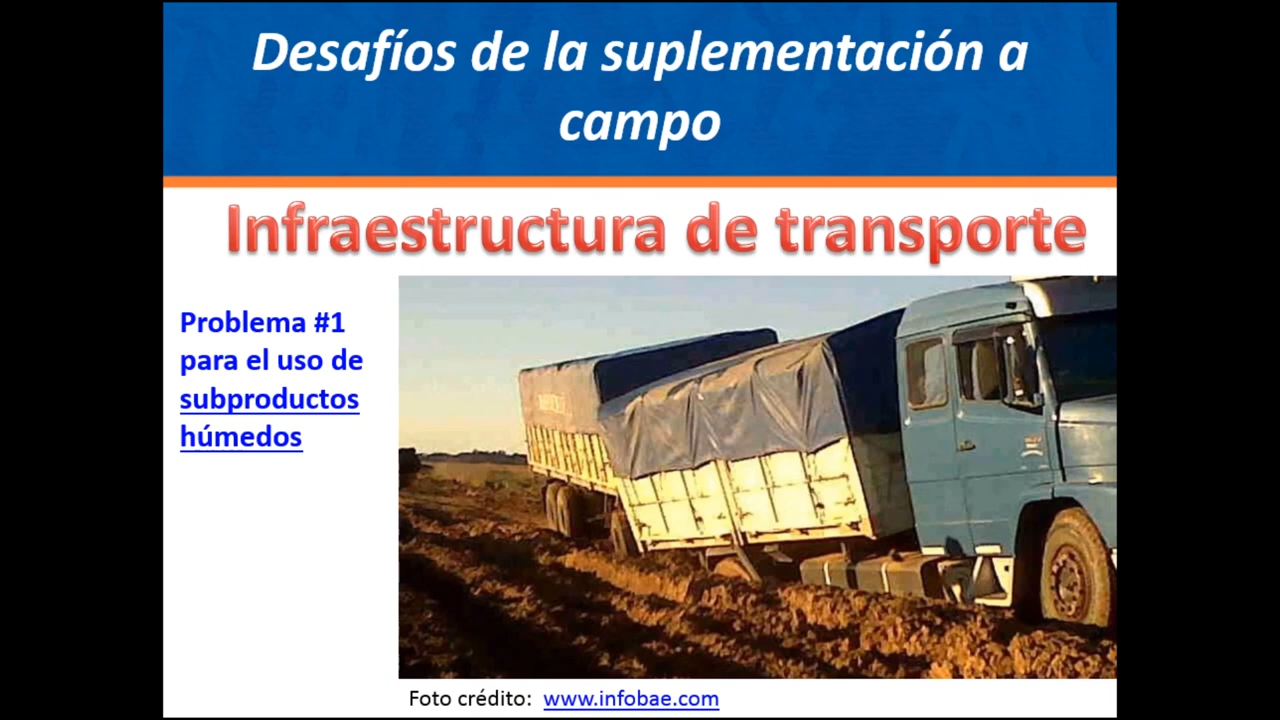 Desafíos de la suplementación a
campo
Infraestructura de transporte
Problema #1
para el uso de
subproductos
húmedos
Foto crédito: www.infobae.com